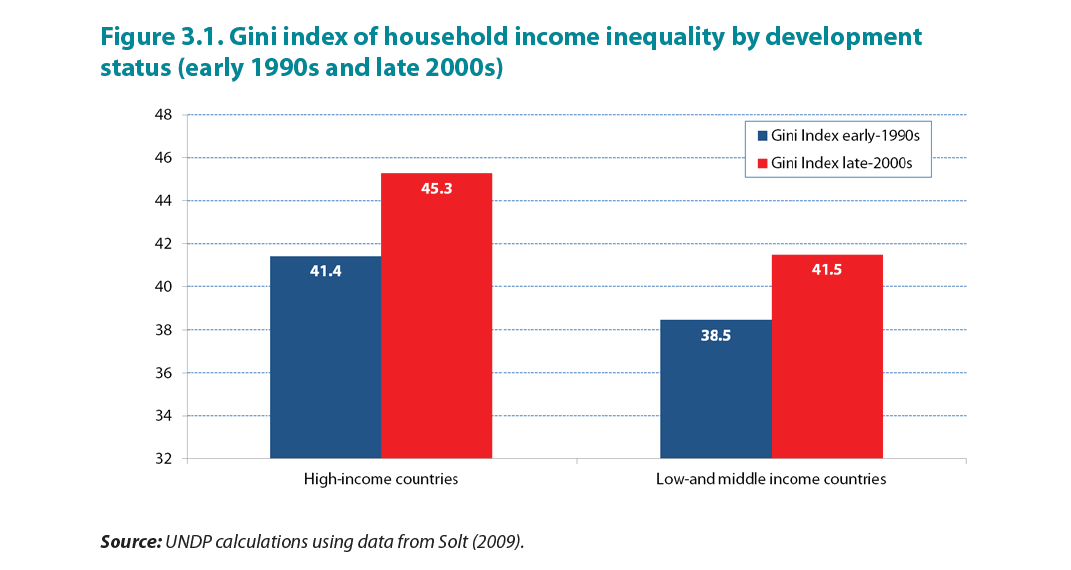 Figure 3.1. Gini index of household income inequality by development
status (early 1990s and late 2000s)
48
46
44
42
40
38
36
34
32
Gini Index early-1990s
Gini Index late-2000s
41.4
45.3
38.5
41.5
High-income countries
Low-and middle income countries
Source: UNDP calculations using data from Solt (2009).